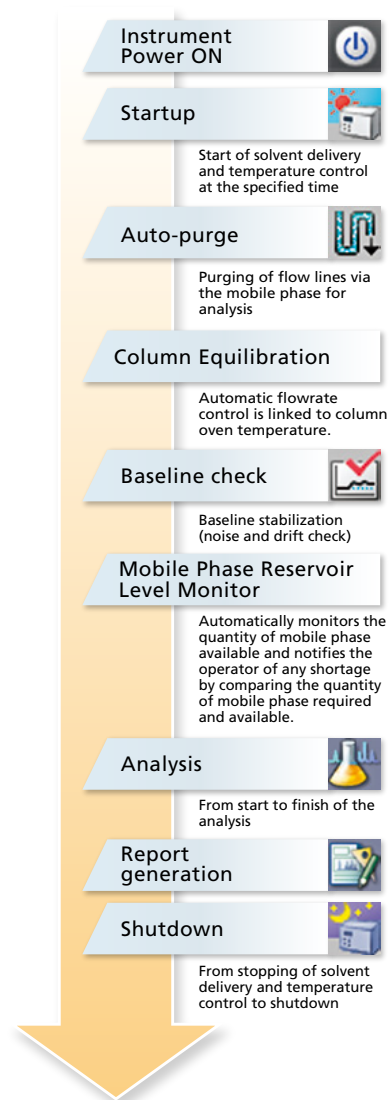 Instrument
Power ON
Startup
Start of solvent delivery
and temperature control
at the specified time
Auto-purge
Purging of flow lines via
the mobile phase for
analysis
Column Equilibration
Automatic flowrate
control is linked to column
oven temperature.
Baseline check
Baseline stabilization
(noise and drift check)
Mobile Phase Reservoir
Level Monitor
Automatically monitors the
quantity of mobile phase
available and notifies the
operator of any shortage
by comparing the quantity
of mobile phase required
and available.
Analysis
From start to finish of the
analysis
Report
generation
Shutdown
From stopping of solvent
delivery and temperature
control to shutdown